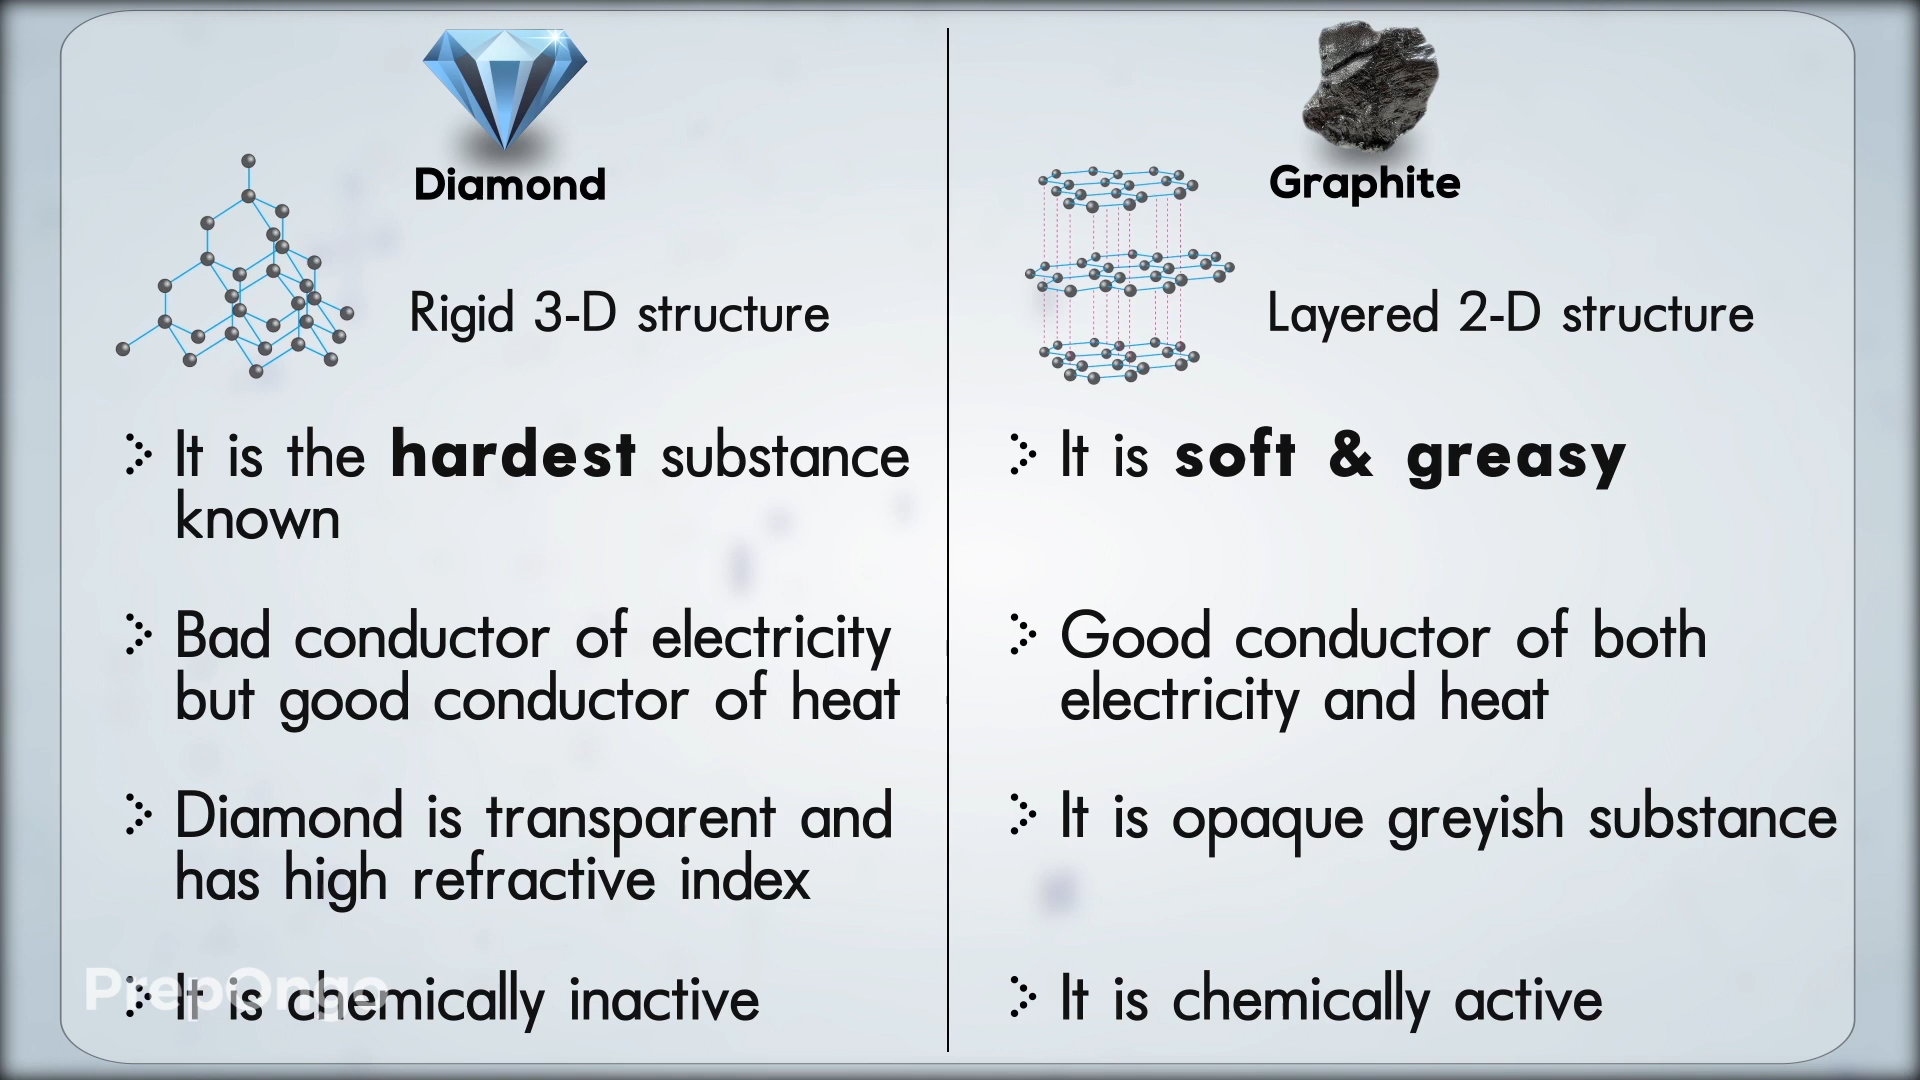 Diamond
Rigid 3-D structure
It is the hardest substance
known
Bad conductor of electricity
but good conductor of heat
Diamond is transparent and
has high refractive index
It is chemically inactive
PrepOngo
Graphite
Layered 2-D structure
It is soft & greasy
Good conductor of both
electricity and heat
It is opaque greyish substance
It is chemically active